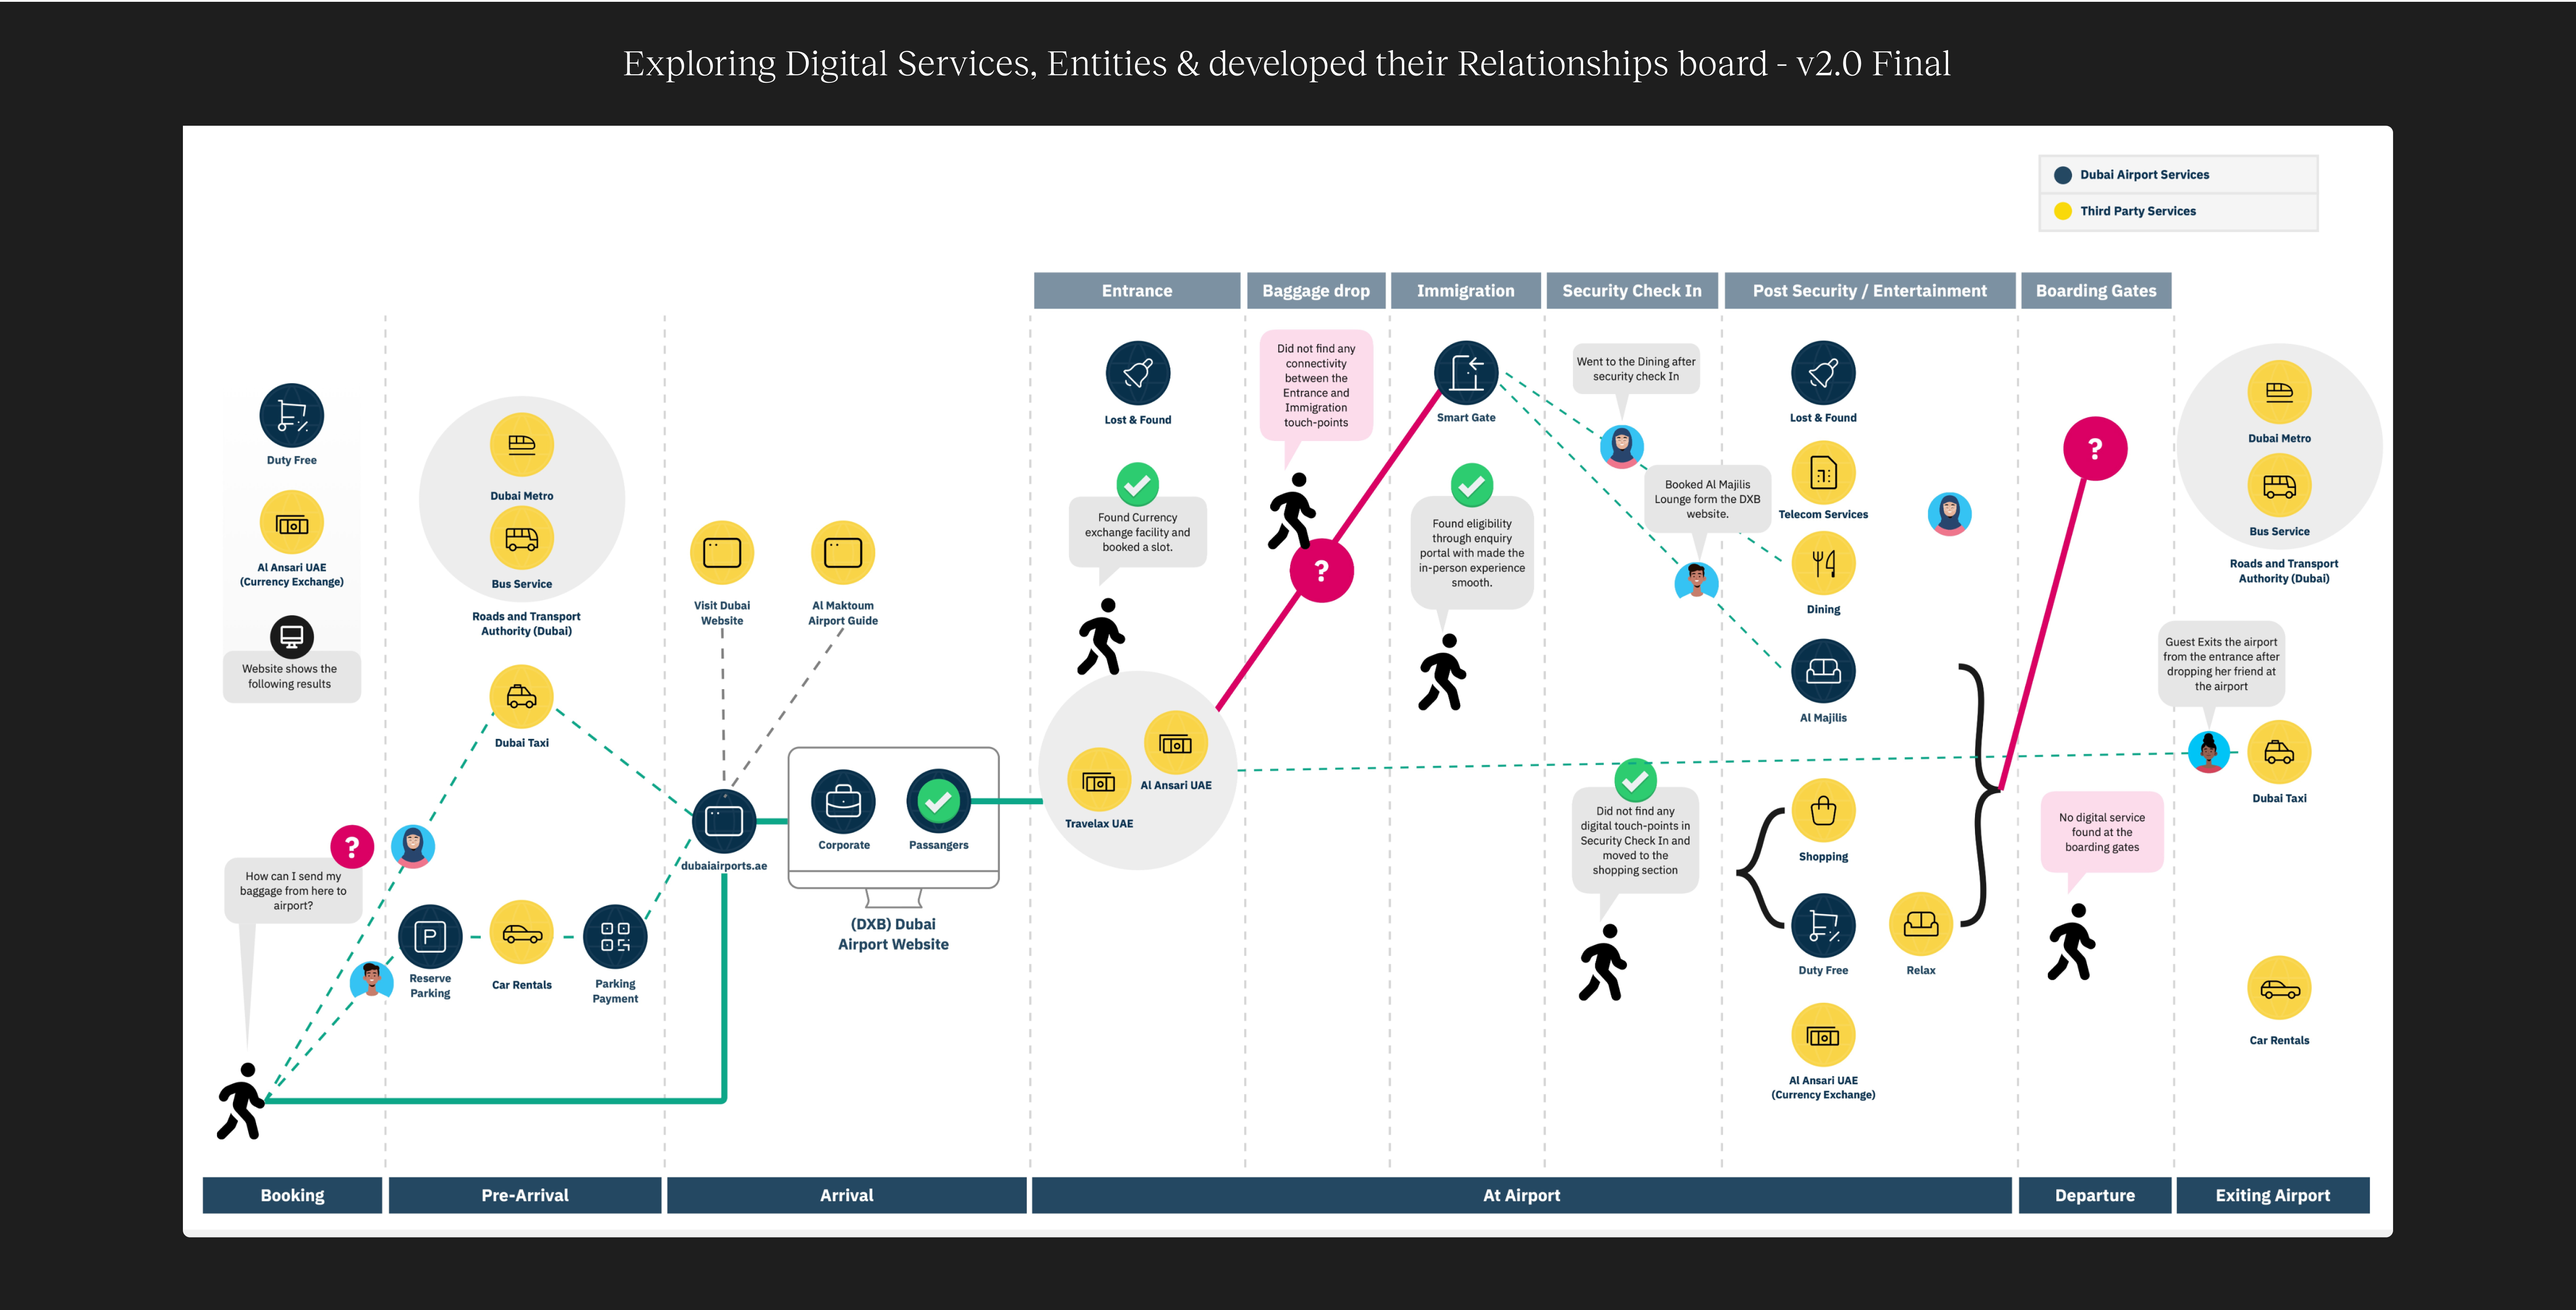 Exploring Digital Services, Entities & developed their Relationships board - v2.0 Final
Dubai Airport Services
Third Party Services
Entrance
Baggage drop
Immigration
Security Check In
Post Security / Entertainment
Boarding Gates
Duty Free
Al Ansari UAE
(Currency Exchange)
Website shows the
following results
?
How can I send my
baggage from here to
airport?
Dubai Metro
Bus Service
Roads and Transport
Authority (Dubai)
Dubai Taxi
P
Reserve
Parking
Car Rentals
Parking
Payment
Visit Dubai
Website
Al Maktoum
Airport Guide
dubaiairports.ae
Corporate
Passangers
(DXB) Dubai
Airport Website
Lost & Found
Found Currency
exchange facility and
booked a slot.
Al Ansari UAE
Travelax UAE
Did not find any
connectivity
between the
Entrance and
Immigration
touch-points
?
Smart Gate
Found eligibility
through enquiry
portal with made the
in-person experience
smooth.
Went to the Dining after
security check In
Booked Al Majilis
Lounge form the DXB
website.
Did not find any
digital touch-points in
Security Check In and
moved to the
shopping section
Lost & Found
Telecom Services
Dining
Al Majilis
Shopping
Duty Free
Relax
Al Ansari UAE
(Currency Exchange)
?
No digital service
found at the
boarding gates
Dubai Metro
Bus Service
Roads and Transport
Authority (Dubai)
Guest Exits the airport
from the entrance after
dropping her friend at
the airport
Dubai Taxi
Car Rentals
Booking
Pre-Arrival
Arrival
At Airport
Departure
Exiting Airport